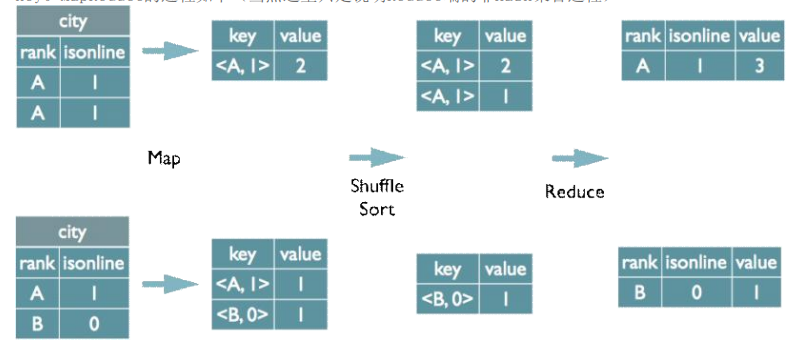 city
rank isonline
A 1
A 1
key value
<A, 1> 2
key value
<A, 1> 2
<A, 1> 1
rank isonline value
A 1 3
Map
Shuffle
Sort
Reduce
city
rank isonline
A 1
B 0
key value
<A, 1> 1
<B, 0> 1
key value
<B, 0> 1
rank isonline value
B 0 1